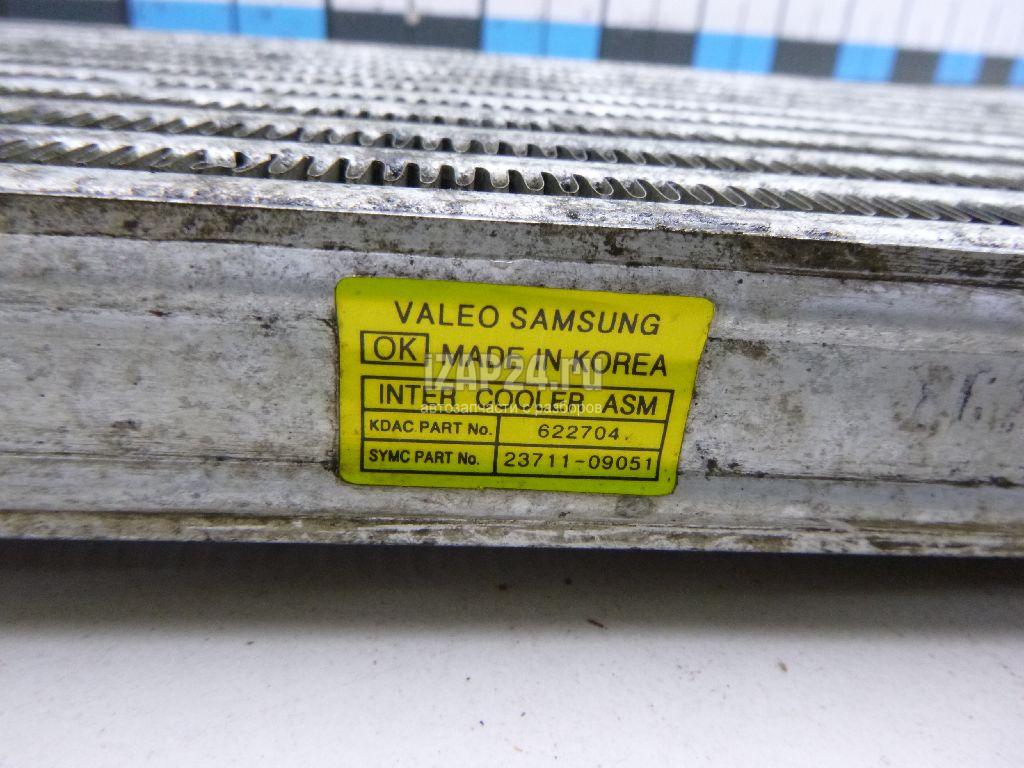 VALEO SAMSUNG
OK MADE IN KOREA
iZAP24.ru
INTER COOLER ASM
автозапчасти с разборов
KDAC PART No. 622704.
SYMC PART No. 23711-09051